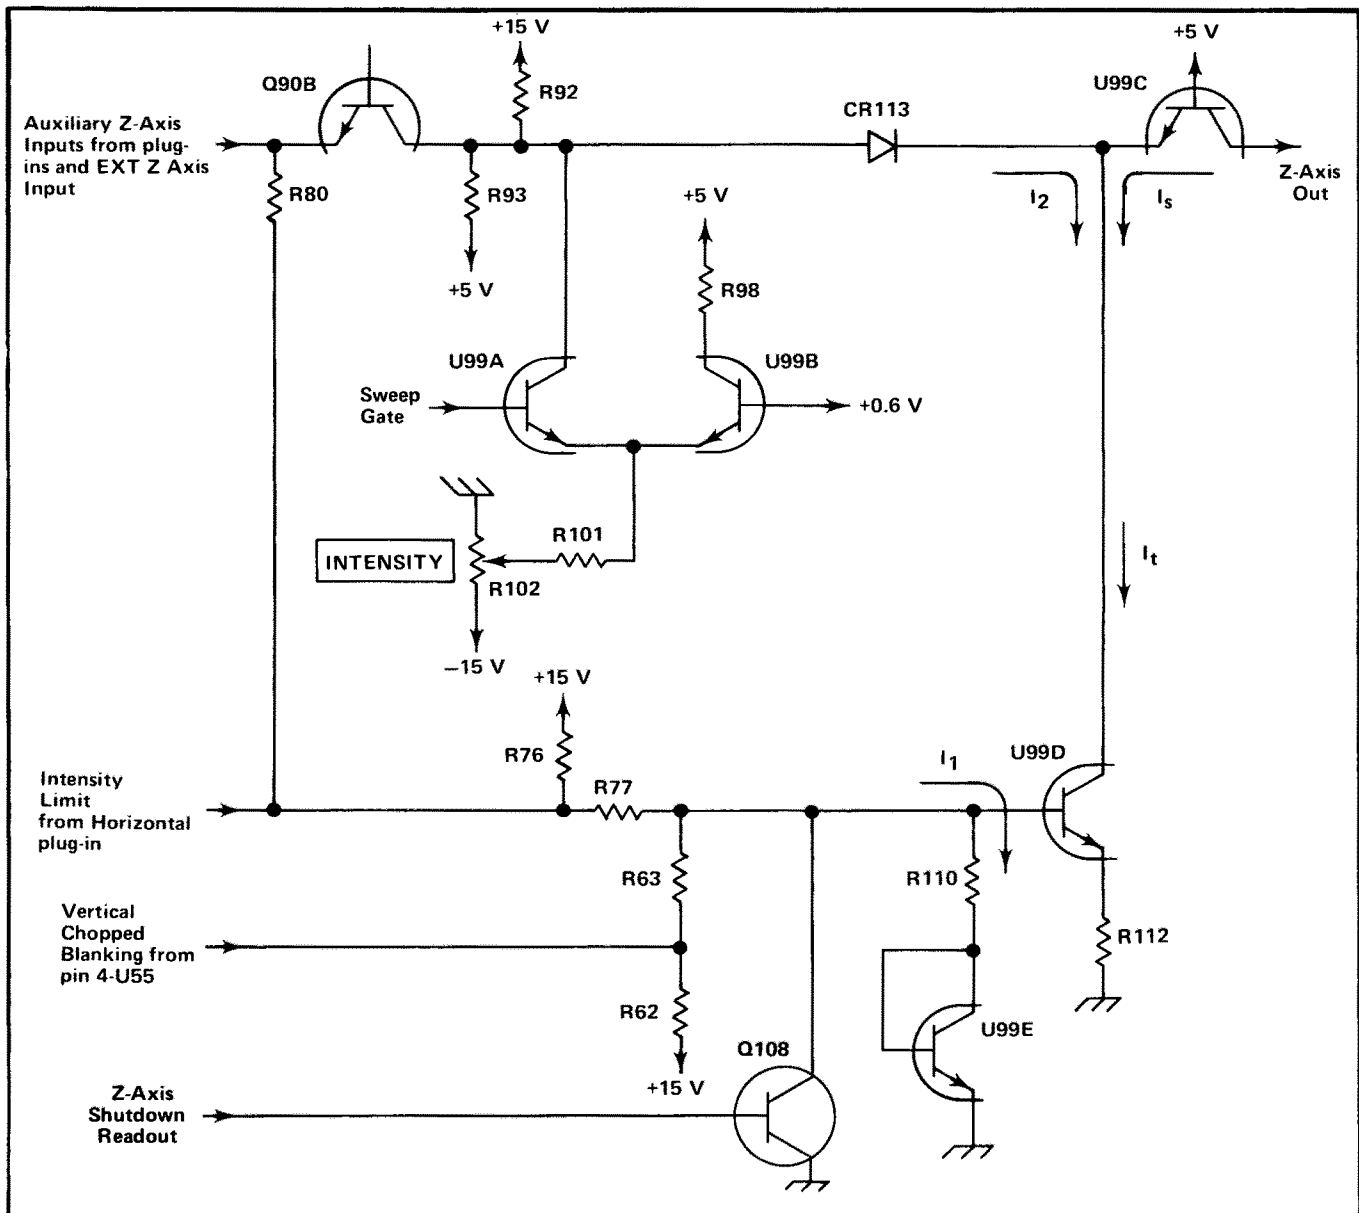 +15 V
+5 V
Q90B
R92
U99C
CR113
Auxiliary Z-Axis
Inputs from plug-
ins and EXT Z Axis
Input
R80
R93
+5 V
+5 V
I2
Is
Z-Axis
Out
R98
U99A
U99B
Sweep
Gate
+0.6 V
R101
INTENSITY
R102
It
−15 V
+15 V
R76
R77
I1
U99D
Intensity
Limit
from Horizontal
plug-in
R63
R110
Vertical
Chopped
Blanking from
pin 4-U55
R112
R62
U99E
Q108
+15 V
Z-Axis
Shutdown
Readout